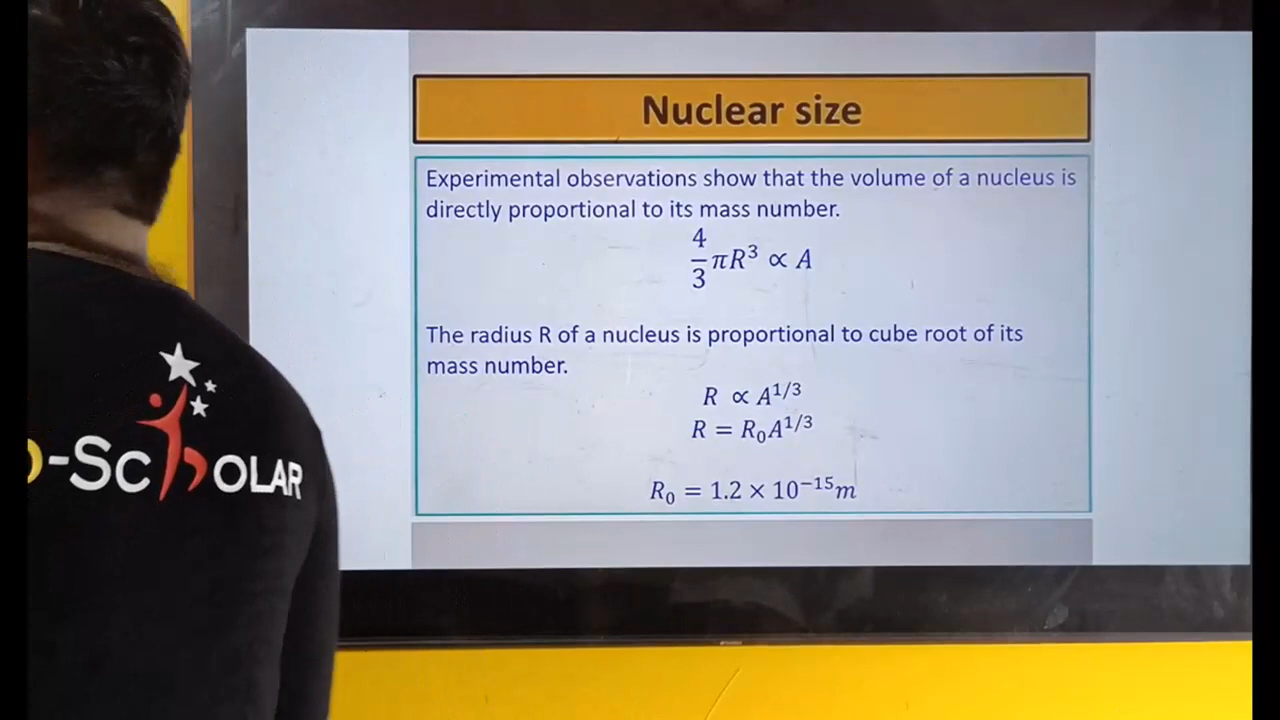 Nuclear size
Experimental observations show that the volume of a nucleus is
directly proportional to its mass number.
4/3 πR³ ∝ A
The radius R of a nucleus is proportional to cube root of its
mass number.
R ∝ A^{1/3}
R = R₀A^{1/3}
R₀ = 1.2 × 10⁻¹⁵m
-SchOLAR